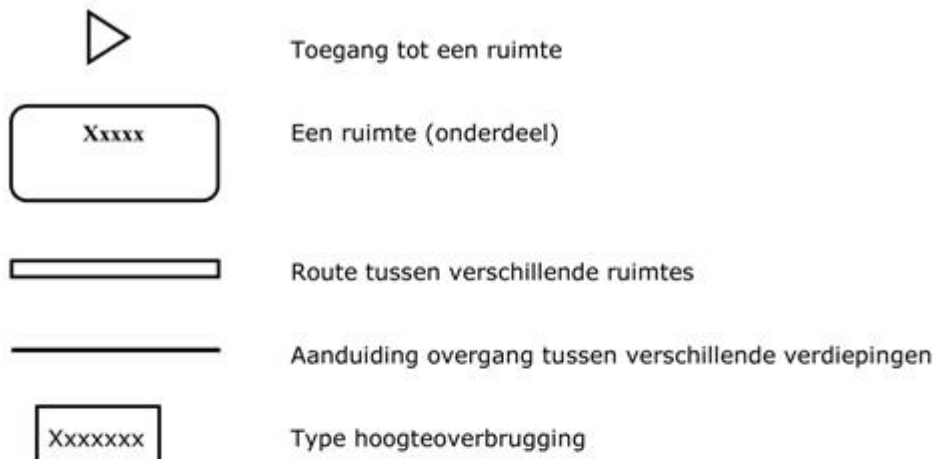 Toegang tot een ruimte
Xxxxx
Een ruimte (onderdeel)
Route tussen verschillende ruimtes
Aanduiding overgang tussen verschillende verdiepingen
Xxxxxxx
Type hoogteoverbrugging